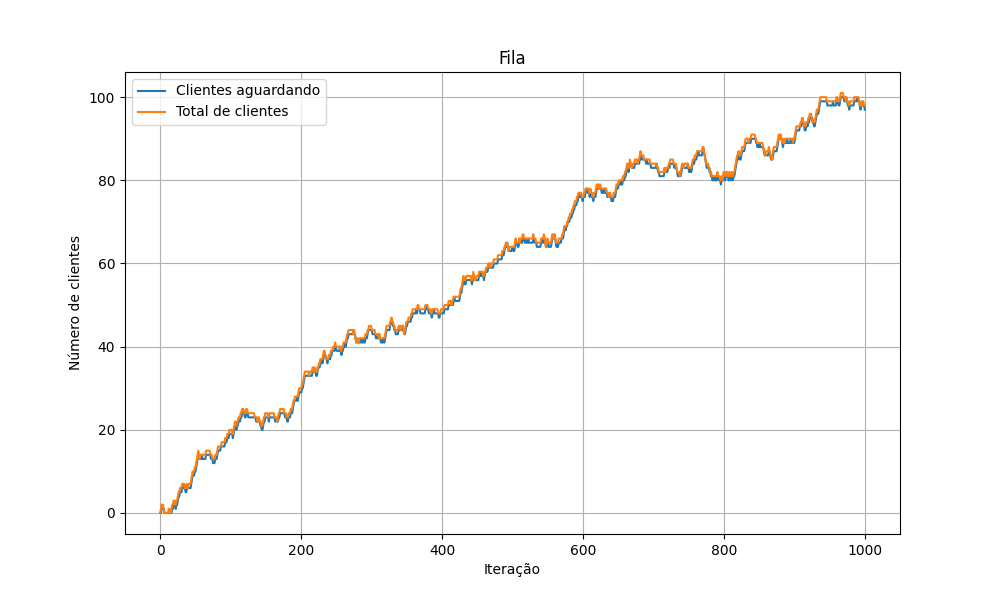 Fila
Clientes aguardando
Total de clientes
100
80
60
40
20
0
Número de clientes
0 200 400 600 800 1000
Iteração